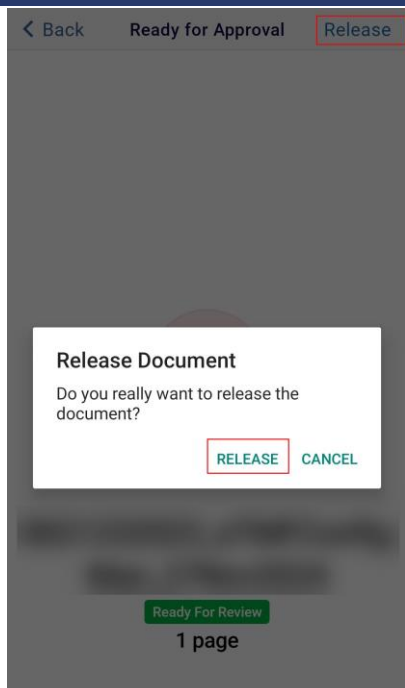 Back Ready for Approval Release
Release Document
Do you really want to release the
document?
RELEASE CANCEL
Ready For Review
1 page